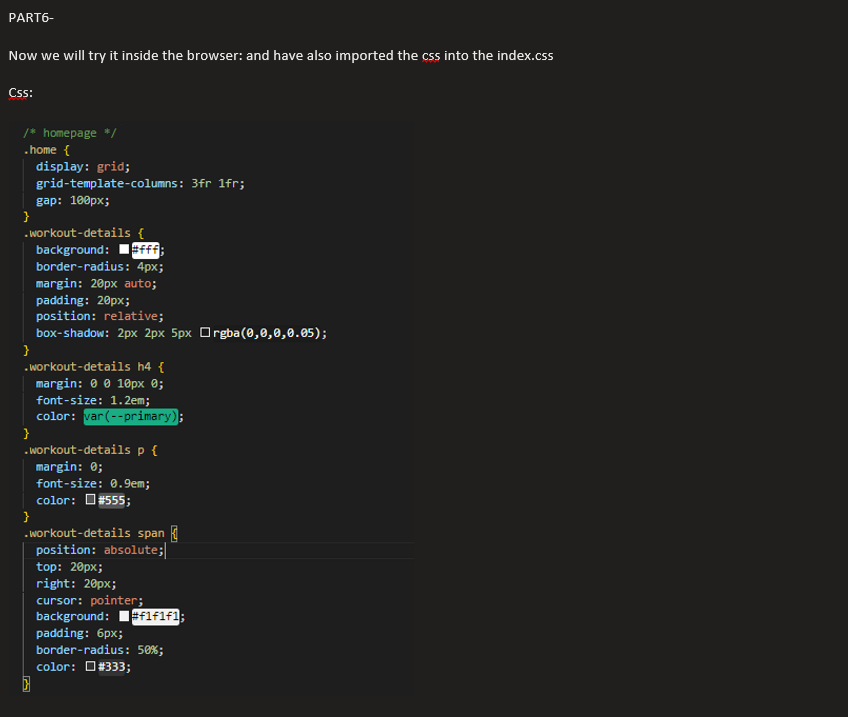 PART6-
Now we will try it inside the browser: and have also imported the css into the index.css
Css:
/* homepage */
.home {
display: grid;
grid-template-columns: 3fr 1fr;
gap: 100px;
}
.workout-details {
background: #fff;
border-radius: 4px;
margin: 20px auto;
padding: 20px;
position: relative;
box-shadow: 2px 2px 5px rgba(0,0,0,0.05);
}
.workout-details h4 {
margin: 0 0 10px 0;
font-size: 1.2em;
color: var(--primary);
}
.workout-details p {
margin: 0;
font-size: 0.9em;
color: #555;
}
.workout-details span {
position: absolute;
top: 20px;
right: 20px;
cursor: pointer;
background: #f1f1f1;
padding: 6px;
border-radius: 50%;
color: #333;
}